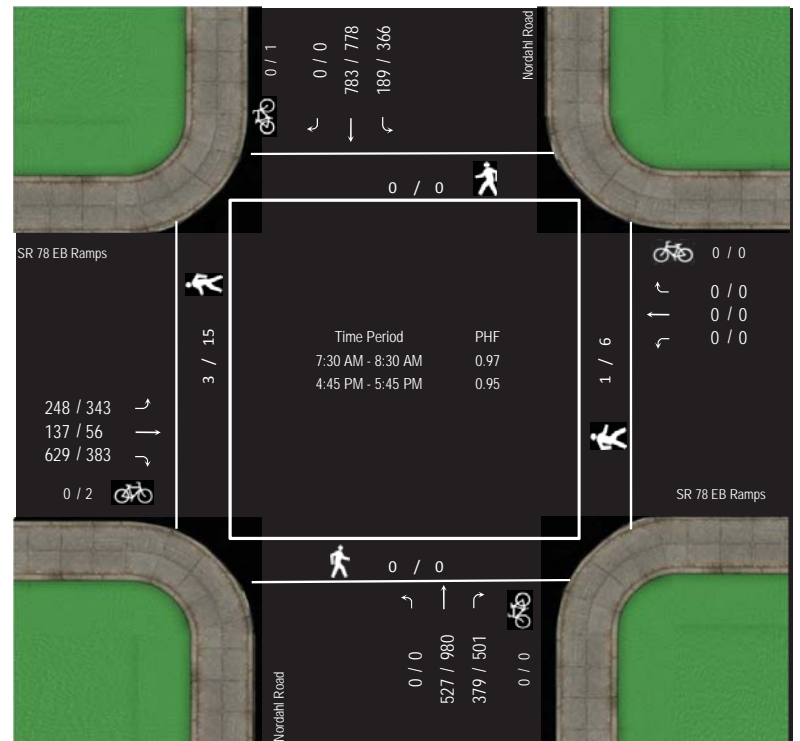 Nordahl Road
0 / 1
0 / 0
783 / 778
189 / 366
0 / 0
SR 78 EB Ramps
0 / 0
0 / 0
0 / 0
0 / 0
3 / 15
Time Period PHF
7:30 AM - 8:30 AM 0.97
4:45 PM - 5:45 PM 0.95
1 / 6
248 / 343
137 / 56
629 / 383
0 / 2
SR 78 EB Ramps
0 / 0
0 / 0
527 / 980
379 / 501
0 / 0
Nordahl Road